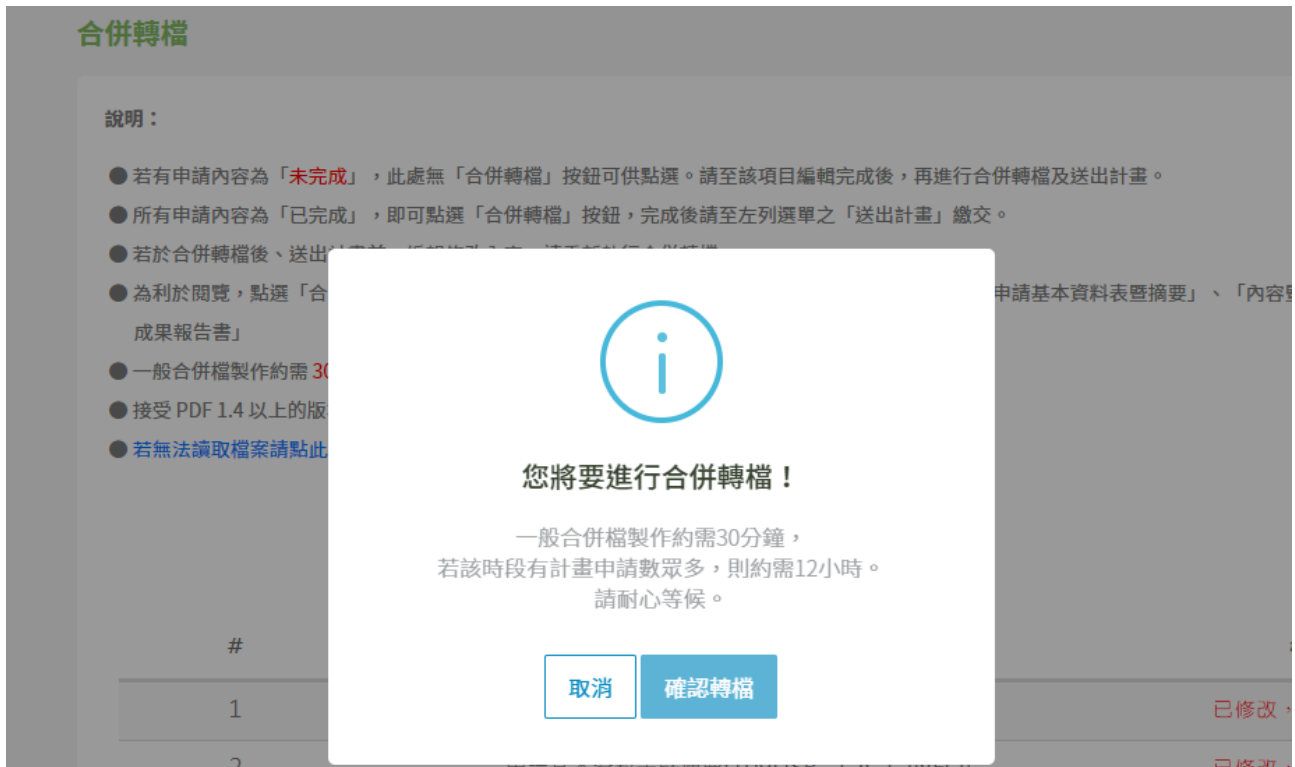 合併轉檔
說明：
● 若有申請內容為「未完成」，此處無「合併轉檔」按鈕可供點選。請至該項目編輯完成後，再進行合併轉檔及送出計畫。
● 所有申請內容為「已完成」，即可點選「合併轉檔」按鈕，完成後請至左列選單之「送出計畫」繳交。
● 若於合併轉檔後、送出
● 為利於閱覽，點選「合 申請基本資料表暨摘要」、「內容
成果報告書」
● 一般合併檔製作約需 30
● 接受 PDF 1.4 以上的版
● 若無法讀取檔案請點此
您將要進行合併轉檔！
一般合併檔製作約需30分鐘，
若該時段有計畫申請數眾多，則約需12小時。
請耐心等候。
取消 確認轉檔
#
1 已修改，
2 已修改，